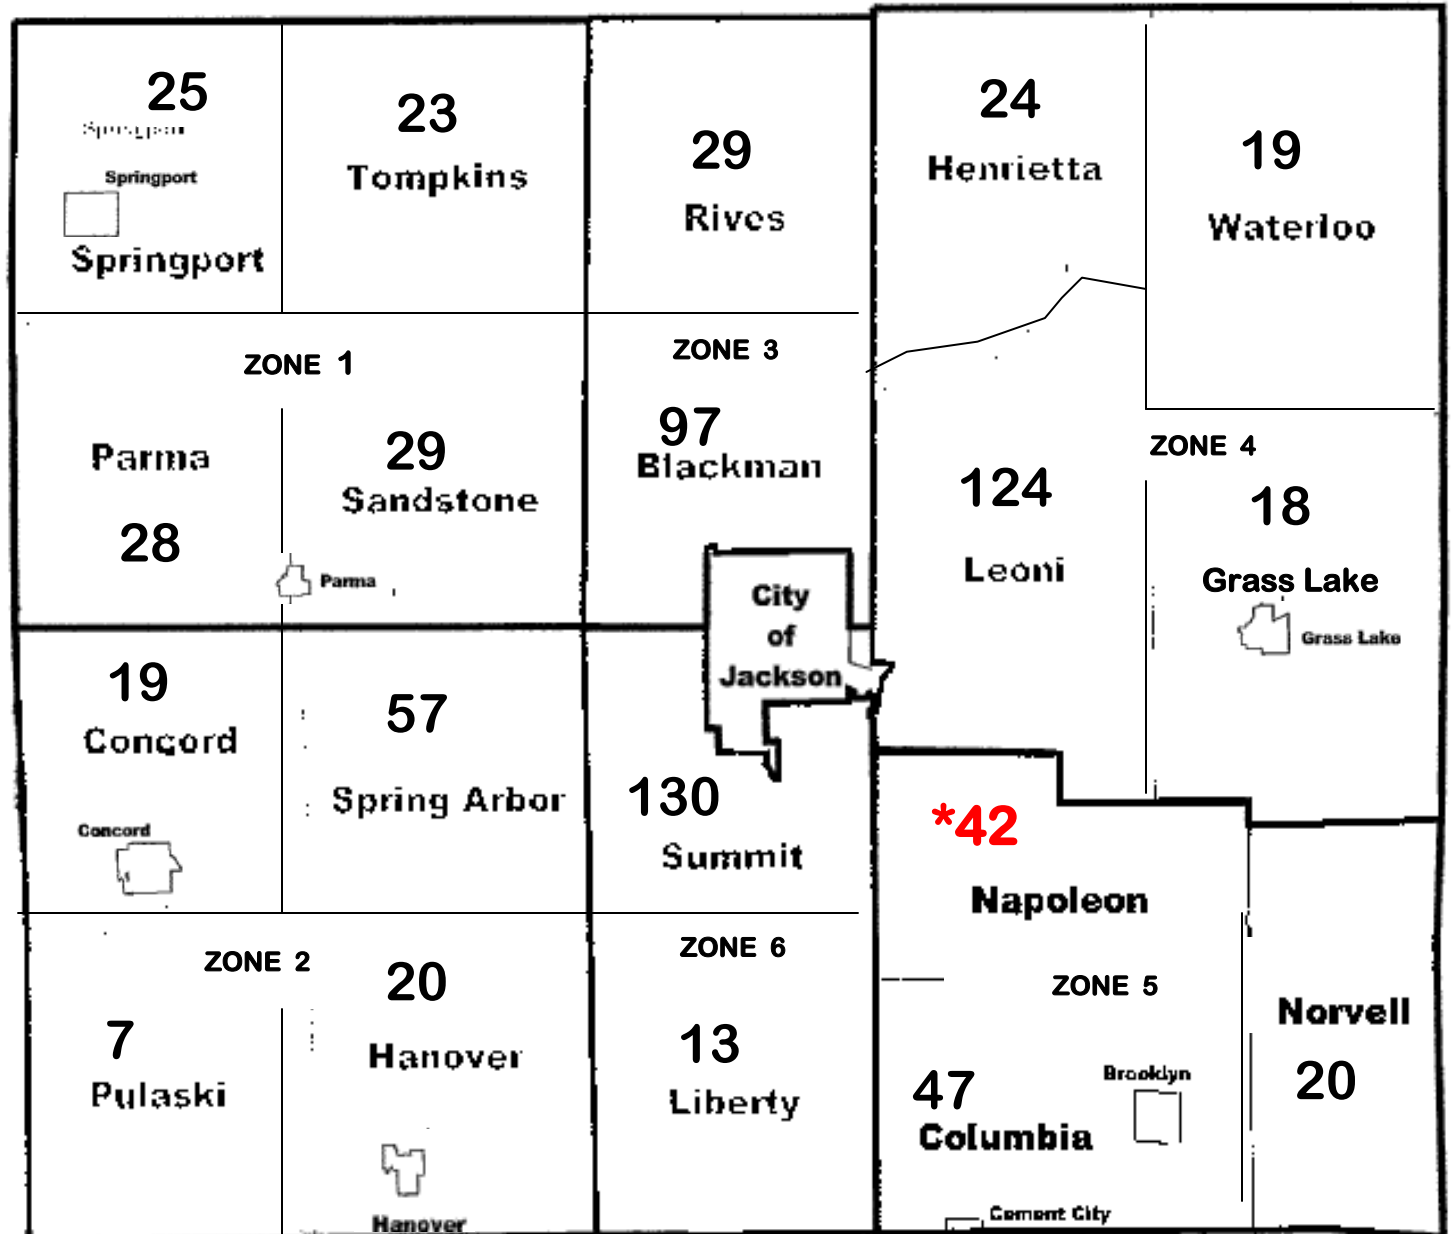 25
Springport
Springport
23
Tompkins
29
Rives
24
Henrietta
19
Waterloo
ZONE 1
Parma
28
29
Sandstone
Parma
ZONE 3
97
Blackman
City
of
Jackson
124
Leoni
ZONE 4
18
Grass Lake
Grass Lake
19
Concord
Concord
57
Spring Arbor
130
Summit
*42
Napoleon
ZONE 2
7
Pulaski
20
Hanover
Hanover
ZONE 6
13
Liberty
ZONE 5
47
Columbia
Brooklyn
Cement City
Norvell
20